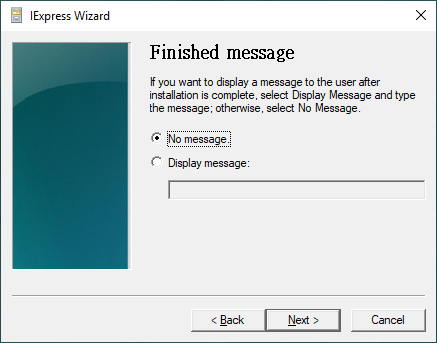 IExpress Wizard
Finished message
If you want to display a message to the user after
installation is complete, select Display Message and type
the message; otherwise, select No Message.
No message.
Display message:
< Back
Next >
Cancel